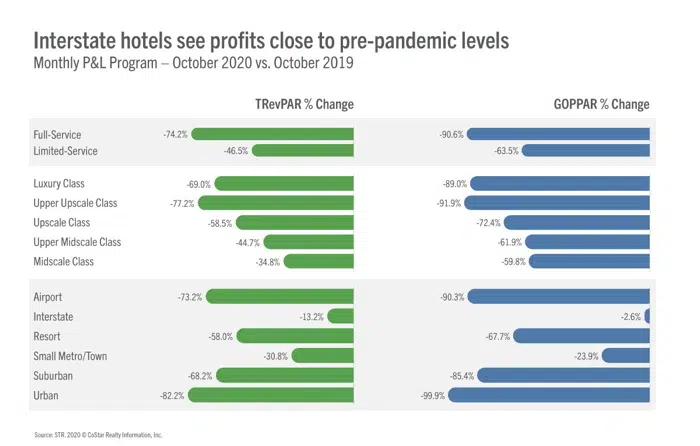 Interstate hotels see profits close to pre-pandemic levels
Monthly P&L Program – October 2020 vs. October 2019
TRevPAR % Change GOPPAR % Change
Full-Service -74.2% -90.6%
Limited-Service -46.5% -63.5%
Luxury Class -69.0% -89.0%
Upper Upscale Class -77.2% -91.9%
Upscale Class -58.5% -72.4%
Upper Midscale Class -44.7% -61.9%
Midscale Class -34.8% -59.8%
Airport -73.2% -90.3%
Interstate -13.2% -2.6%
Resort -58.0% -67.7%
Small Metro/Town -30.8% -23.9%
Suburban -68.2% -85.4%
Urban -82.2% -99.9%
Source: STR. 2020 © CoStar Realty Information, Inc.